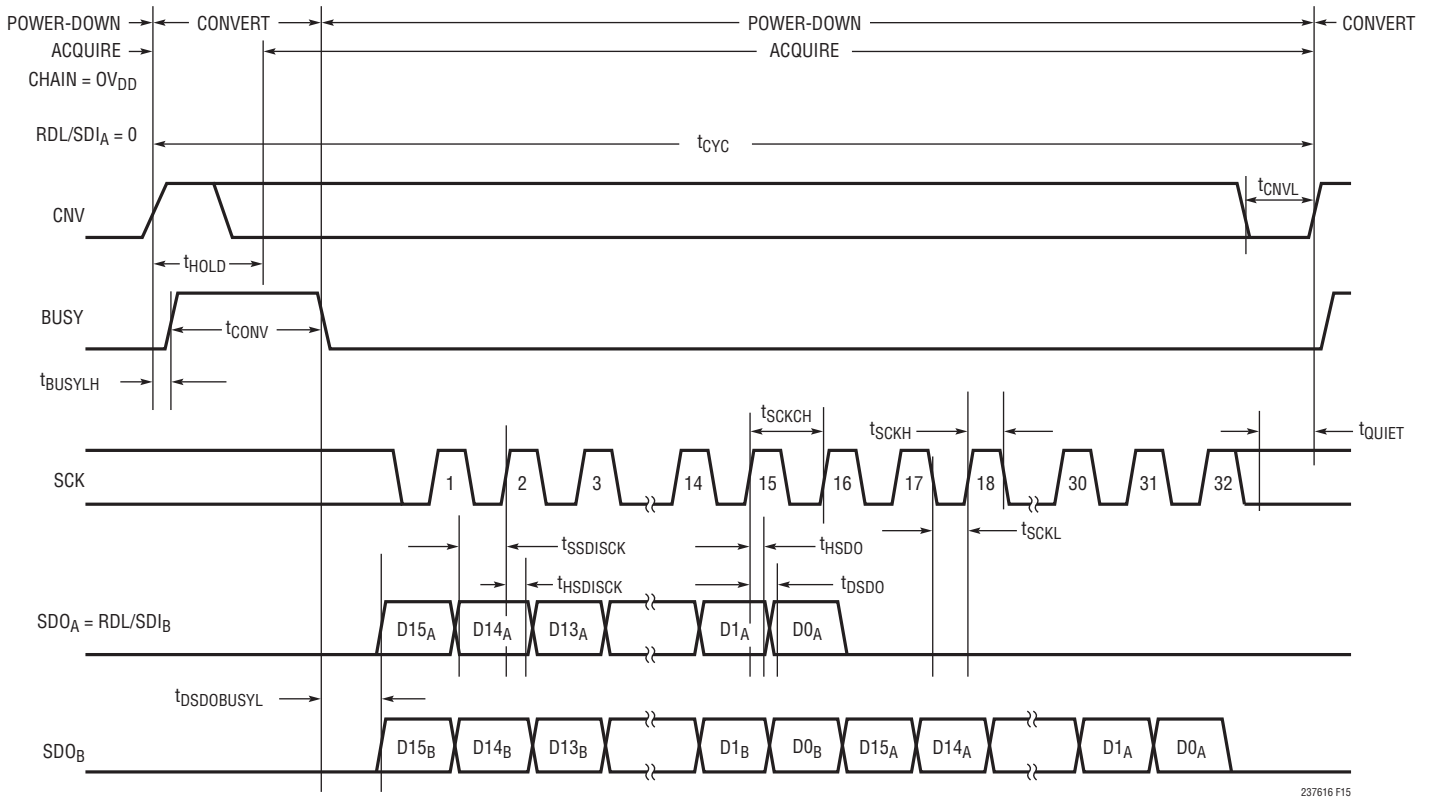 POWER-DOWN CONVERT POWER-DOWN CONVERT
ACQUIRE ACQUIRE
CHAIN = OVDD
RDL/SDIA = 0
tCYC
CNV
tCNVL
tHOLD
BUSY
tCONV
tBUSYLH
tSCKCH
tSCKH
tQUIET
SCK
1 2 3 14 15 16 17 18 30 31 32
tSCKL
tSSDISCK
tHSDO
tHSDISCK
tDSDO
SDOA = RDL/SDIB
D15A D14A D13A D1A D0A
tDSDOBUSYL
SDOB
D15B D14B D13B D1B D0B D15A D14A D1A D0A
237616 F15